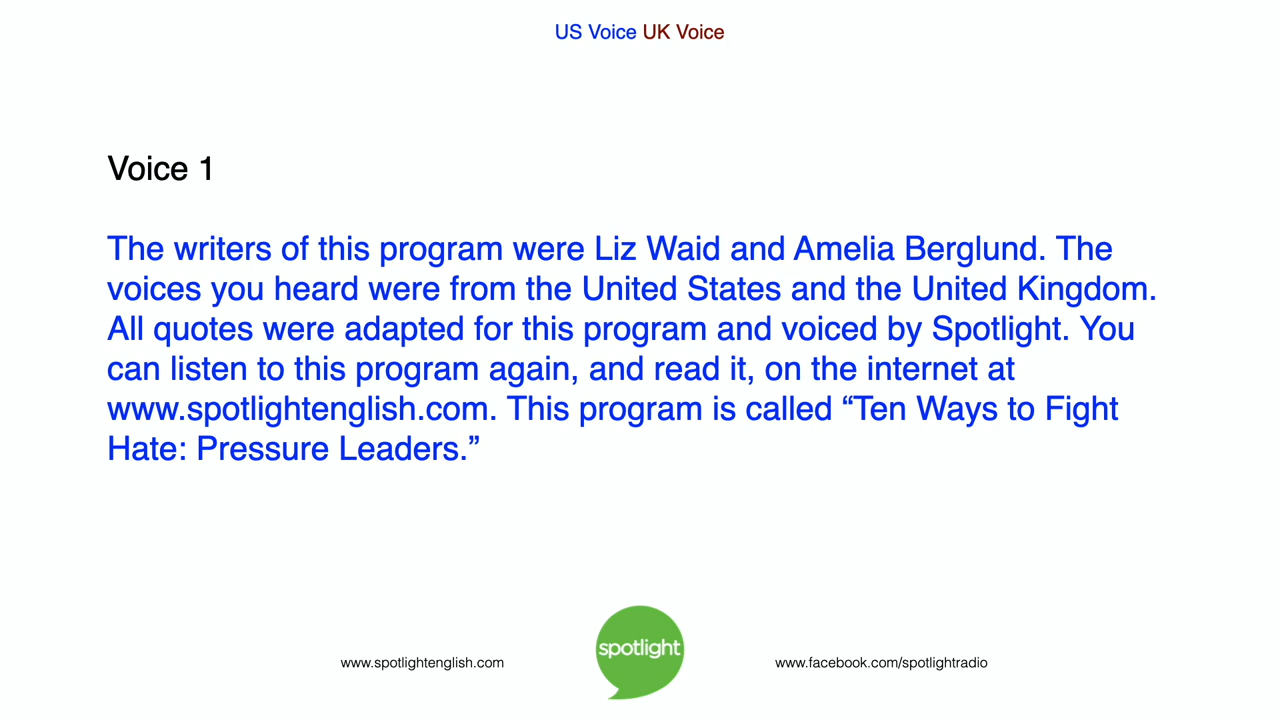 US Voice UK Voice
Voice 1
The writers of this program were Liz Waid and Amelia Berglund. The
voices you heard were from the United States and the United Kingdom.
All quotes were adapted for this program and voiced by Spotlight. You
can listen to this program again, and read it, on the internet at
www.spotlightenglish.com. This program is called “Ten Ways to Fight
Hate: Pressure Leaders.”
www.spotlightenglish.com
spotlight
www.facebook.com/spotlightradio